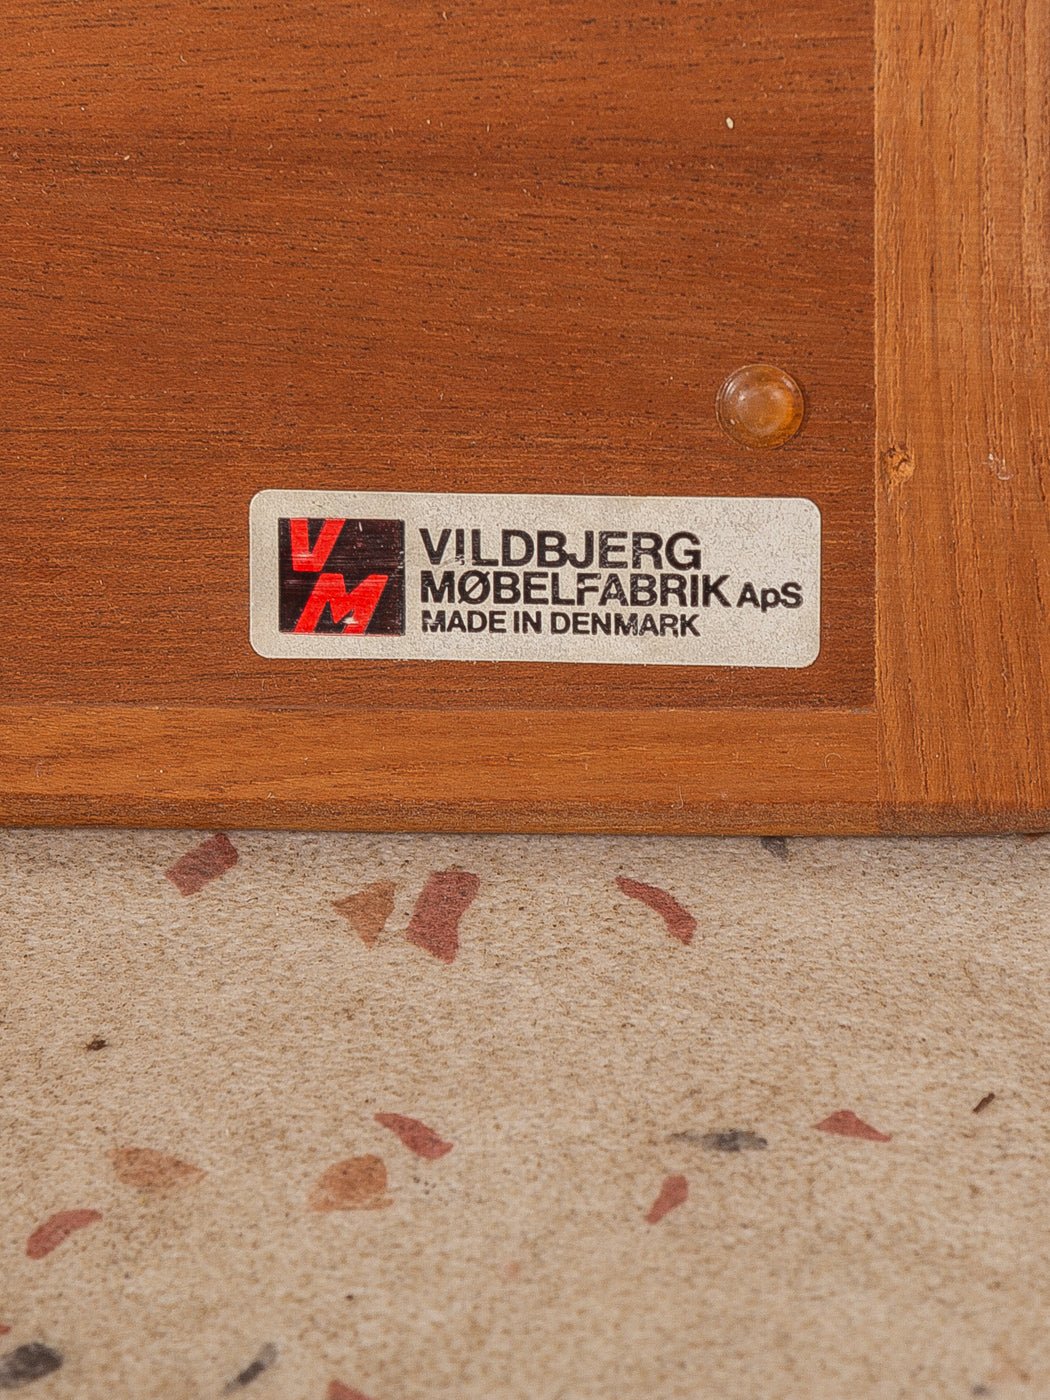 VM
VILDBJERG
MØBELFABRIK ApS
MADE IN DENMARK